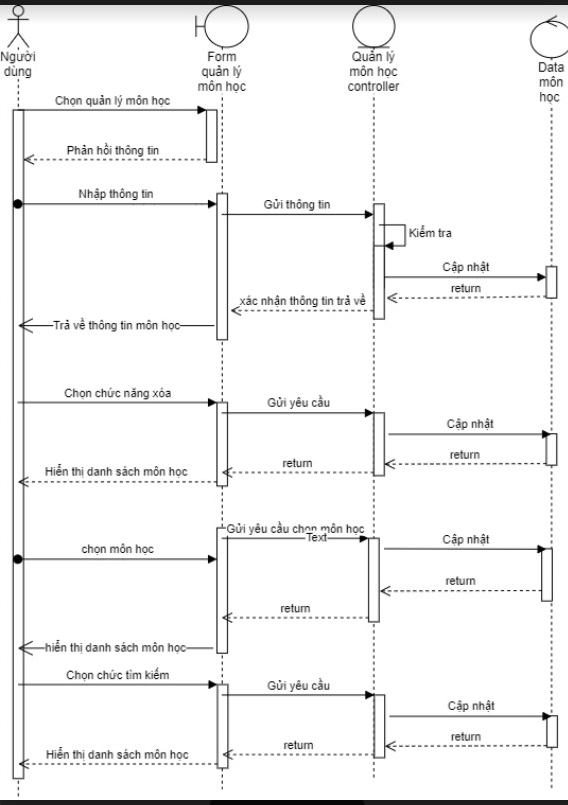 Người
dùng
Form
quản lý
môn học
Quản lý
môn học
controller
Data
môn
học
Chọn quản lý môn học
Phản hồi thông tin
Nhập thông tin
Gửi thông tin
Kiểm tra
Cập nhật
return
xác nhận thông tin trả về
Trả về thông tin môn học
Chọn chức năng xóa
Gửi yêu cầu
Cập nhật
return
return
Hiển thị danh sách môn học
Gửi yêu cầu chọn môn học
Text
Cập nhật
chọn môn học
return
return
hiển thị danh sách môn học
Chọn chức tìm kiếm
Gửi yêu cầu
Cập nhật
return
return
Hiển thị danh sách môn học